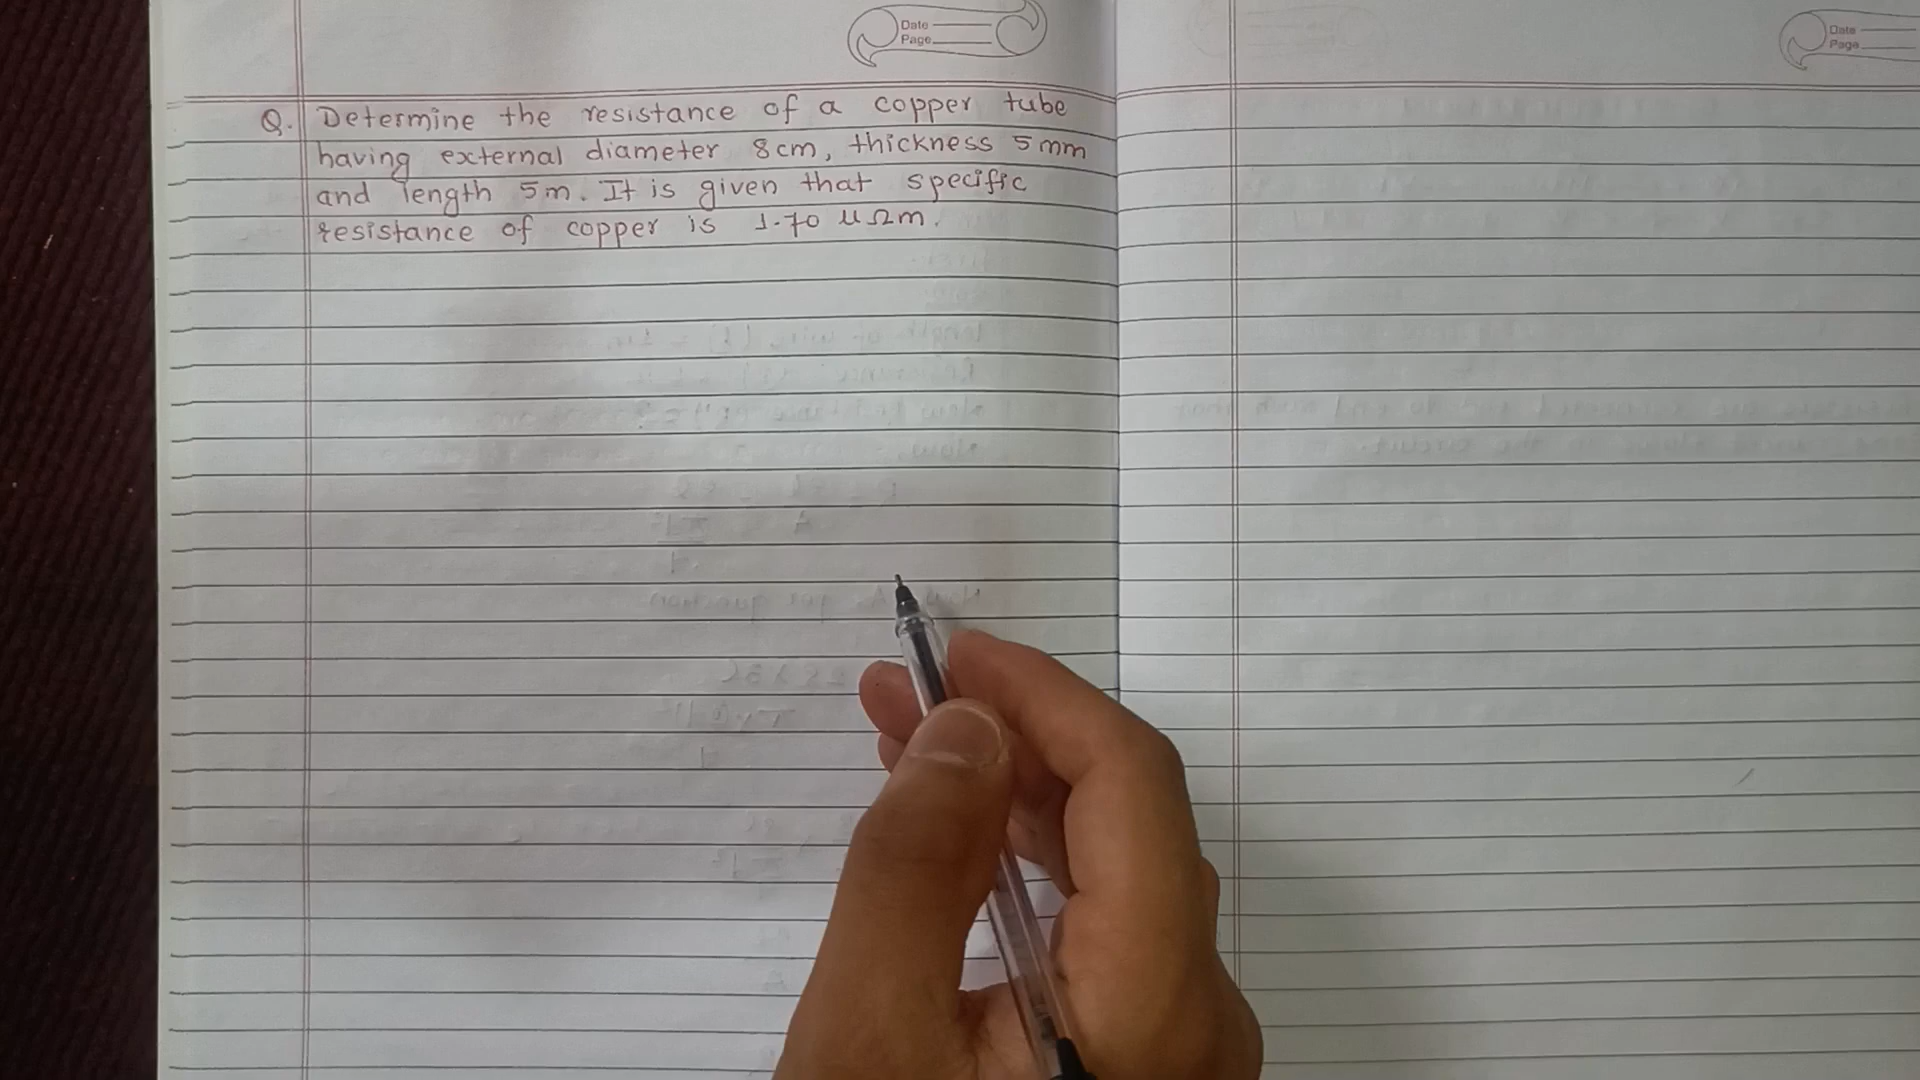 Date
Page
Date
Page
Q. Determine the resistance of a copper tube
having external diameter 8cm, thickness 5mm
and length 5m. It is given that specific
resistance of copper is 1.70 μΩm.